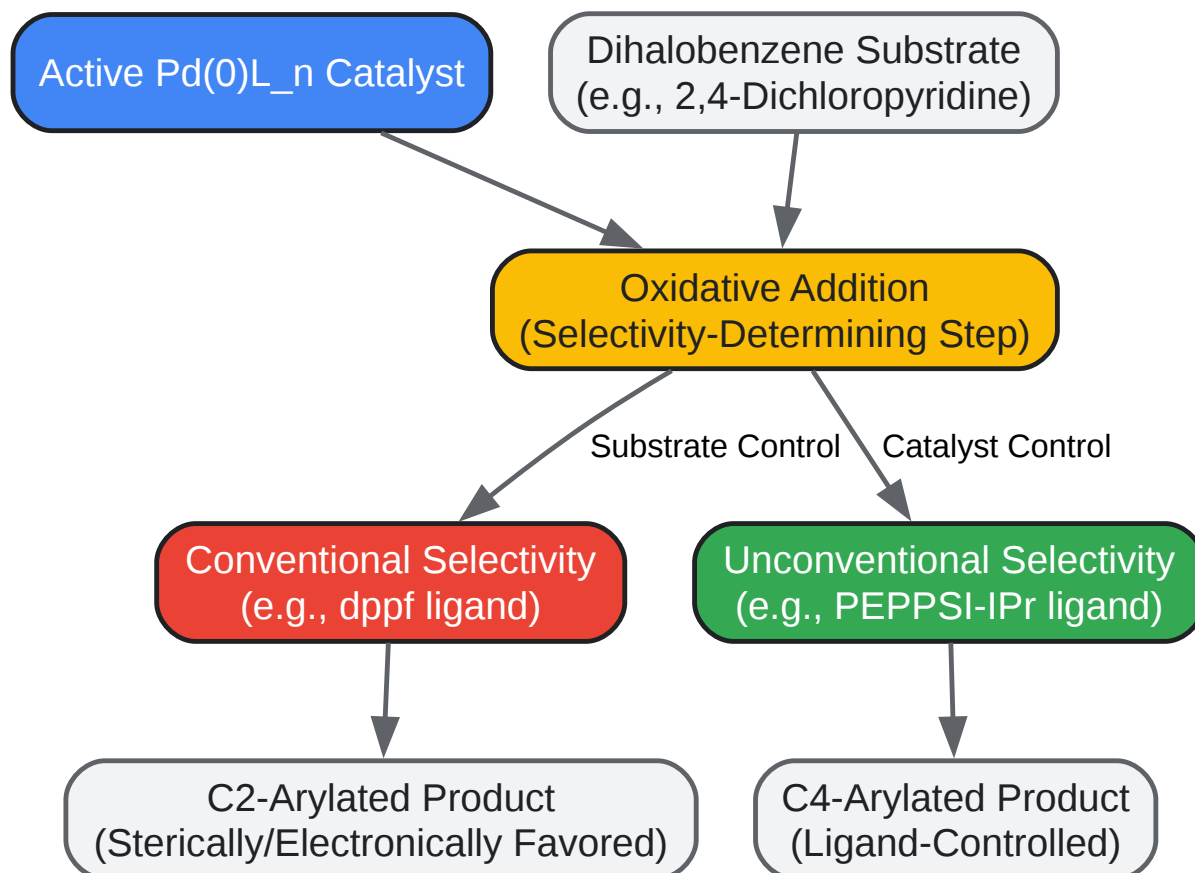 Active Pd(0)L_n Catalyst
Dihalobenzene Substrate
(e.g., 2,4-Dichloropyridine)
Oxidative Addition
(Selectivity-Determining Step)
Substrate Control
Catalyst Control
Conventional Selectivity
(e.g., dppf ligand)
Unconventional Selectivity
(e.g., PEPPSI-IPr ligand)
C2-Arylated Product
(Sterically/Electronically Favored)
C4-Arylated Product
(Ligand-Controlled)